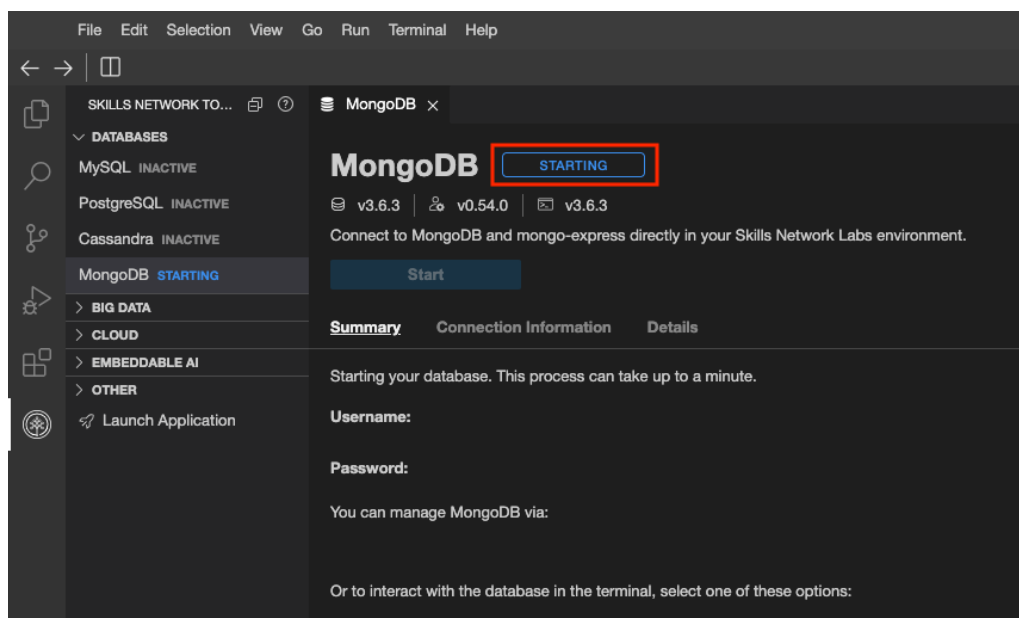 File Edit Selection View Go Run Terminal Help
SKILLS NETWORK TO...
DATABASES
MySQL INACTIVE
PostgreSQL INACTIVE
Cassandra INACTIVE
MongoDB STARTING
BIG DATA
CLOUD
EMBEDDABLE AI
OTHER
Launch Application
MongoDB
MongoDB STARTING
v3.6.3 v0.54.0 v3.6.3
Connect to MongoDB and mongo-express directly in your Skills Network Labs environment.
Start
Summary Connection Information Details
Starting your database. This process can take up to a minute.
Username:
Password:
You can manage MongoDB via:
Or to interact with the database in the terminal, select one of these options: